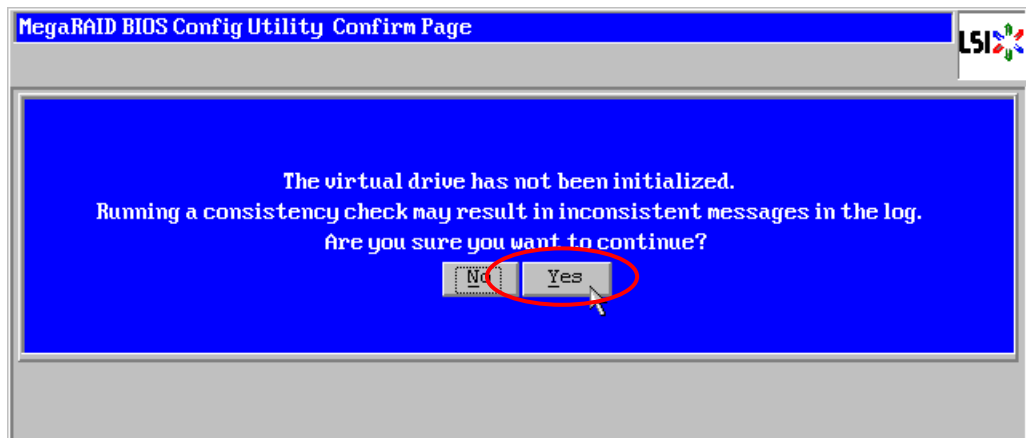 MegaRAID BIOS Config Utility Confirm Page
LSI
The virtual drive has not been initialized.
Running a consistency check may result in inconsistent messages in the log.
Are you sure you want to continue?
No Yes